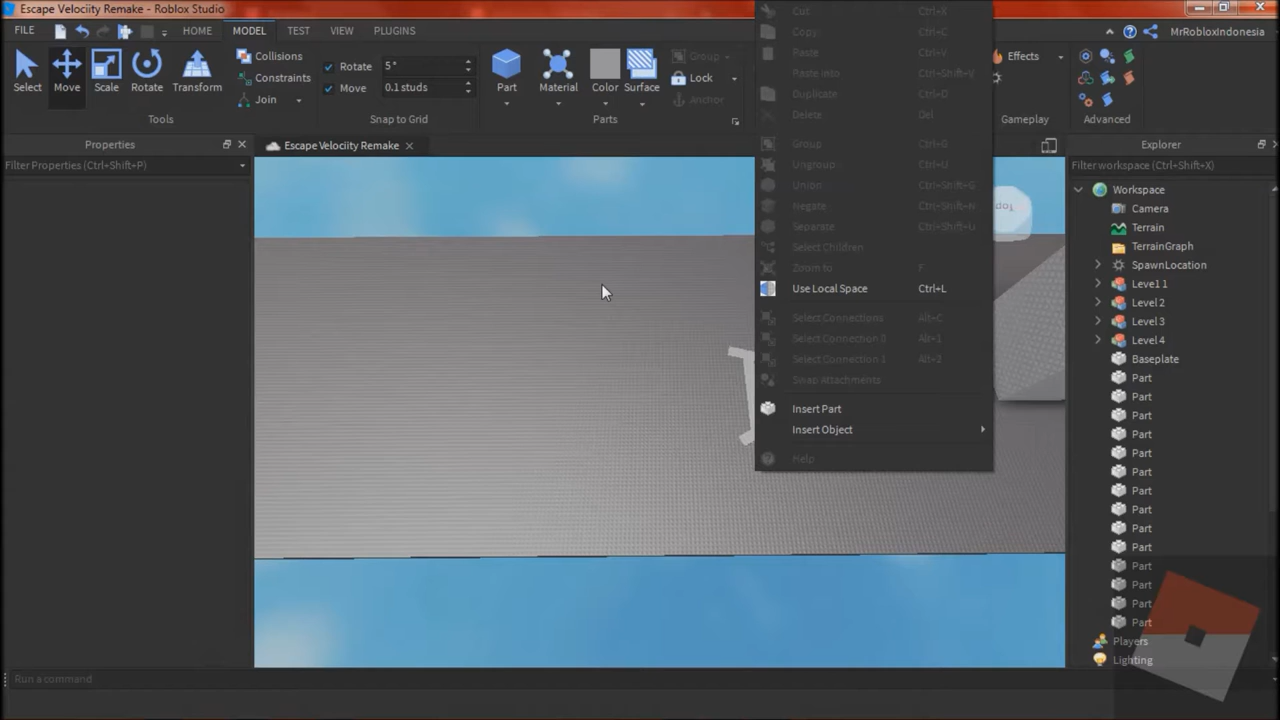 Escape Velociity Remake - Roblox Studio
FILE HOME MODEL TEST VIEW PLUGINS MrRobloxIndonesia
Select Move Scale Rotate Transform
Collisions
Constraints
Join
Rotate 5°
Move 0.1 studs
Part Material Color Surface
Group
Lock
Anchor
Effects
Tools Snap to Grid Parts Gameplay Advanced
Properties
Filter Properties (Ctrl+Shift+P)
Escape Velociity Remake
Cut Ctrl+X
Copy Ctrl+C
Paste Ctrl+V
Paste Into Ctrl+Shift+V
Duplicate Ctrl+D
Delete Del
Group Ctrl+G
Ungroup Ctrl+U
Union Ctrl+Shift+G
Negate Ctrl+Shift+N
Separate Ctrl+Shift+U
Select Children
Zoom to F
Use Local Space Ctrl+L
Select Connections Alt+C
Select Connection 0 Alt+1
Select Connection 1 Alt+2
Swap Attachments
Insert Part
Insert Object
Help
Top
Explorer
Filter workspace (Ctrl+Shift+X)
Workspace
Camera
Terrain
TerrainGraph
SpawnLocation
Level 1
Level 2
Level 3
Level 4
Baseplate
Part
Part
Part
Part
Part
Part
Part
Part
Part
Part
Part
Part
Part
Part
Players
Lighting
Run a command